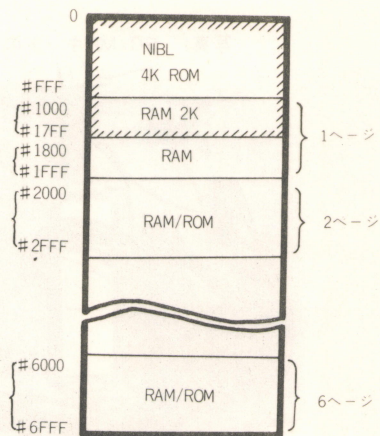 0
NIBL
4K ROM
#FFF
#1000
RAM 2K
#17FF
1ページ
#1800
RAM
#1FFF
#2000
RAM/ROM
2ページ
#2FFF
#6000
RAM/ROM
6ページ
#6FFF